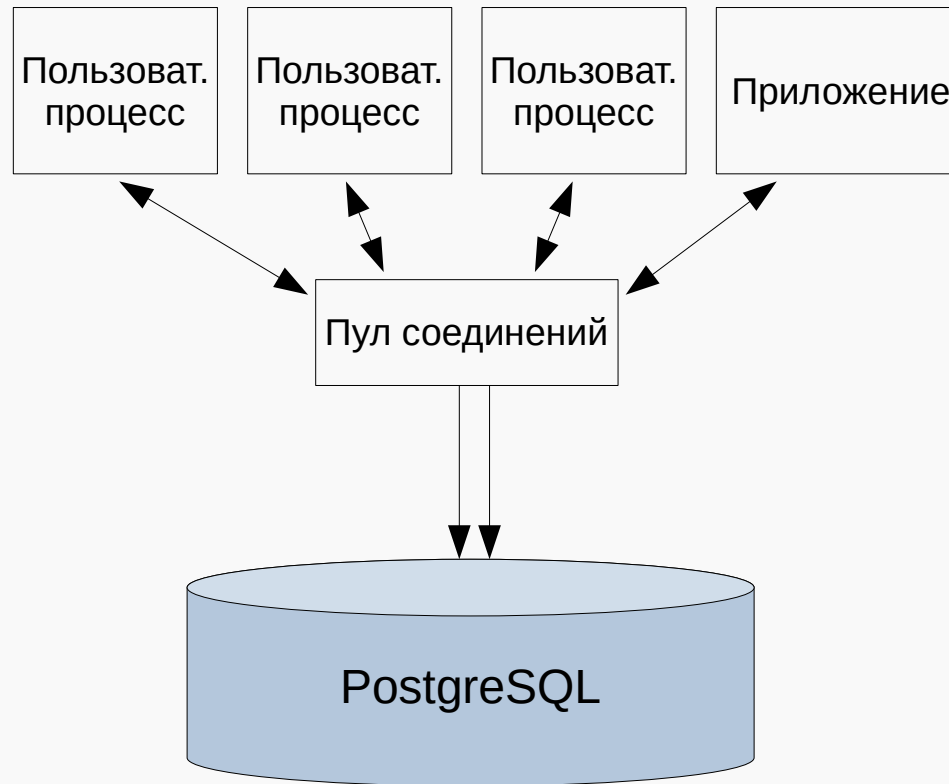 Пользоват.
процесс
Пользоват.
процесс
Пользоват.
процесс
Приложение
Пул соединений
PostgreSQL